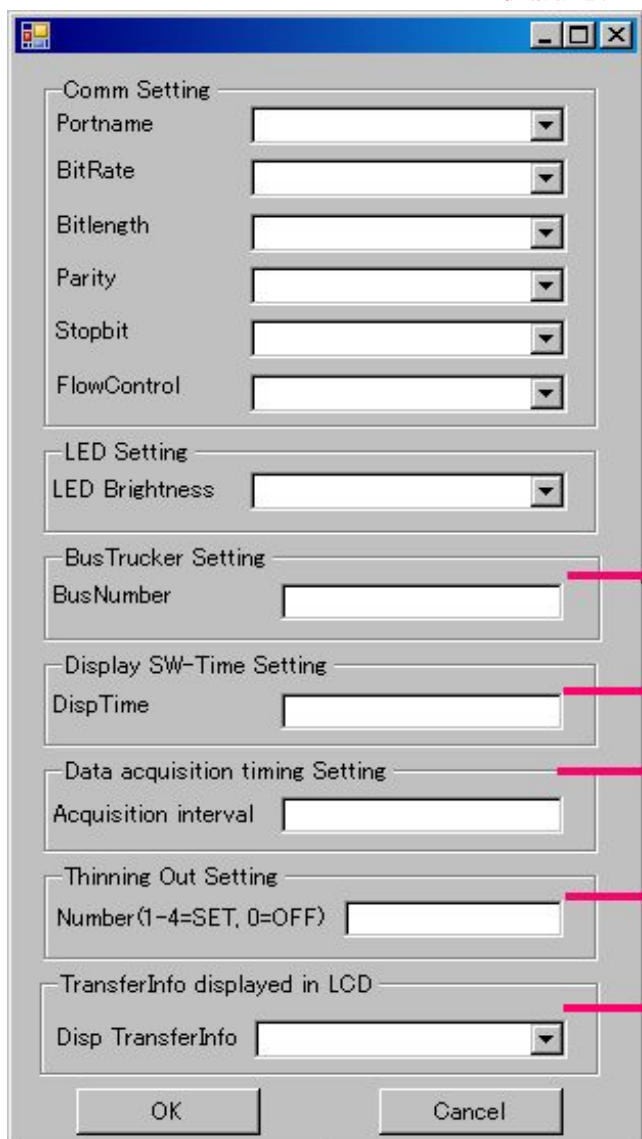 Comm Setting
Portname
BitRate
Bitlength
Parity
Stopbit
FlowControl
LED Setting
LED Brightness
BusTrucker Setting
BusNumber
Display SW-Time Setting
DispTime
Data acquisition timing Setting
Acquisition interval
Thinning Out Setting
Number(1-4=SET, 0=OFF)
TransferInfo displayed in LCD
Disp TransferInfo
OK Cancel